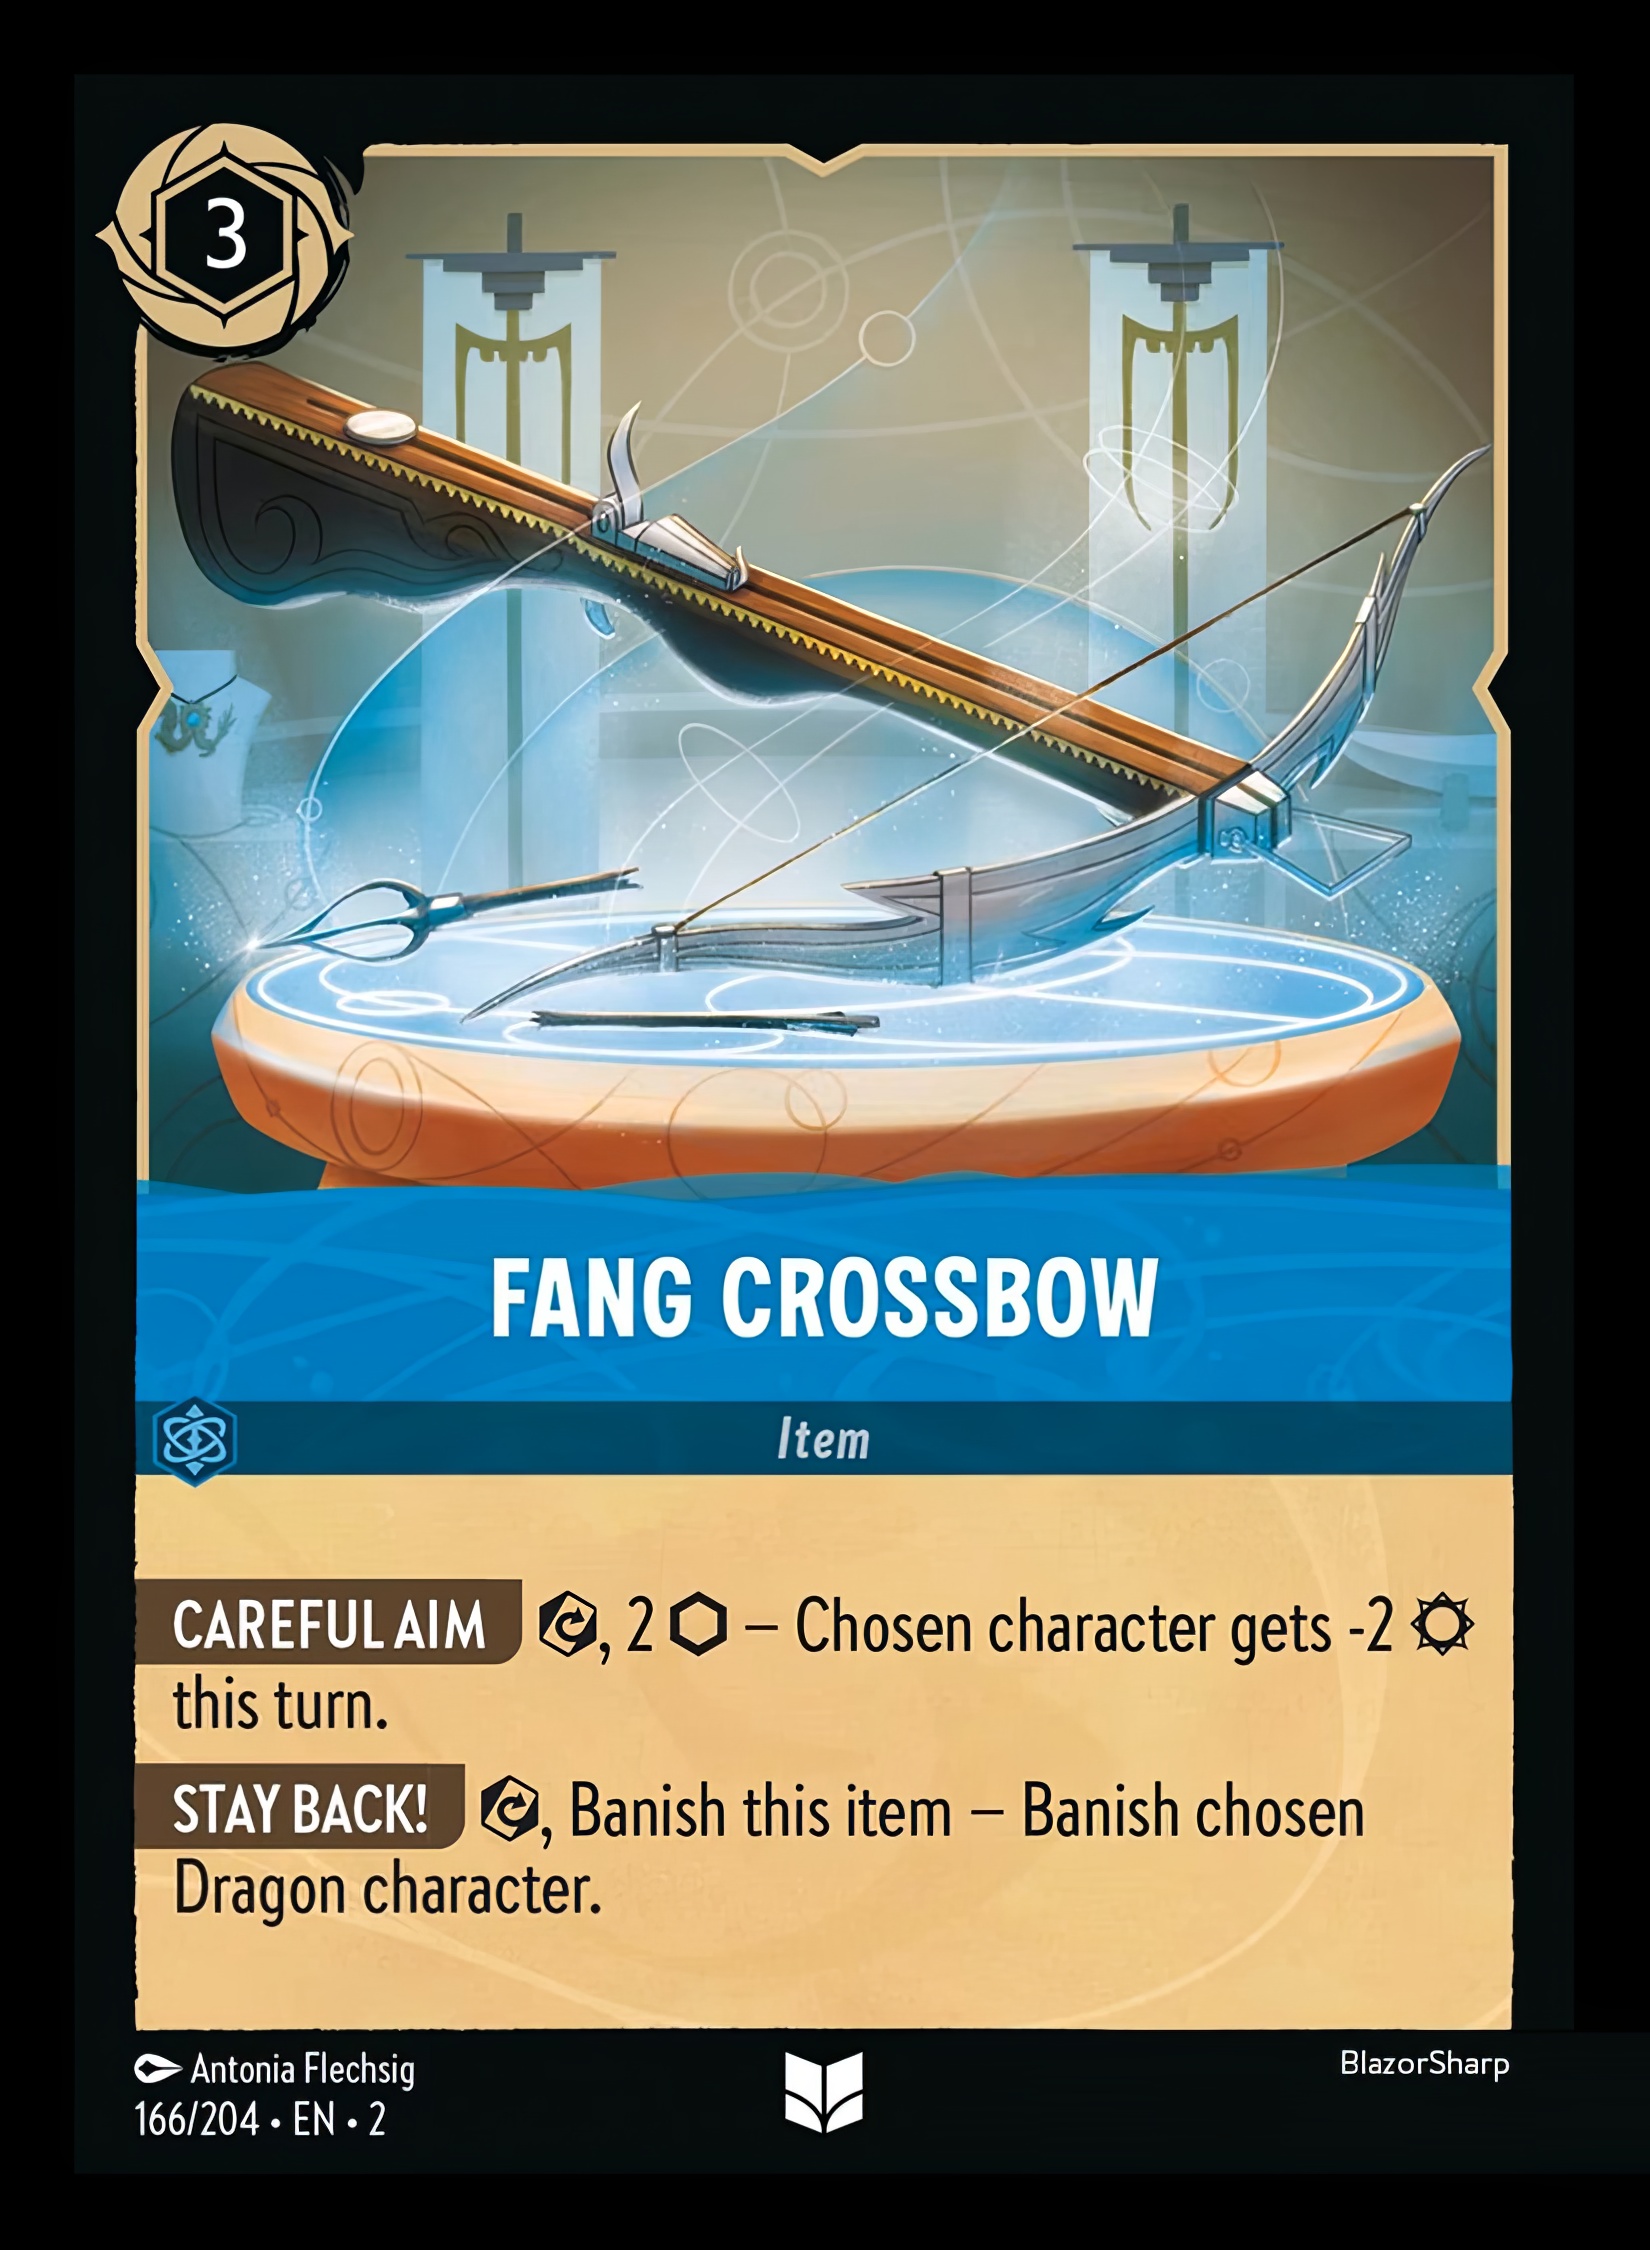 3
FANG CROSSBOW
Item
CAREFUL AIM , 2 – Chosen character gets -2
this turn.
STAY BACK! , Banish this item – Banish chosen
Dragon character.
Antonia Flechsig
BlazorSharp
166/204 • EN • 2